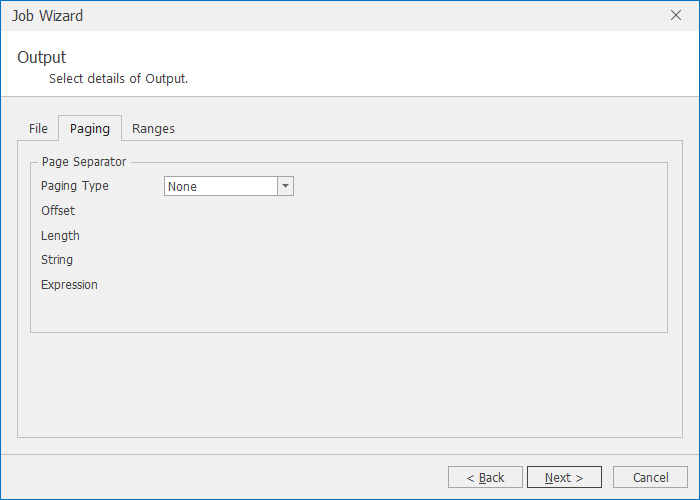 Job Wizard
Output
Select details of Output.
File Paging Ranges
Page Separator
Paging Type None
Offset
Length
String
Expression
< Back Next > Cancel